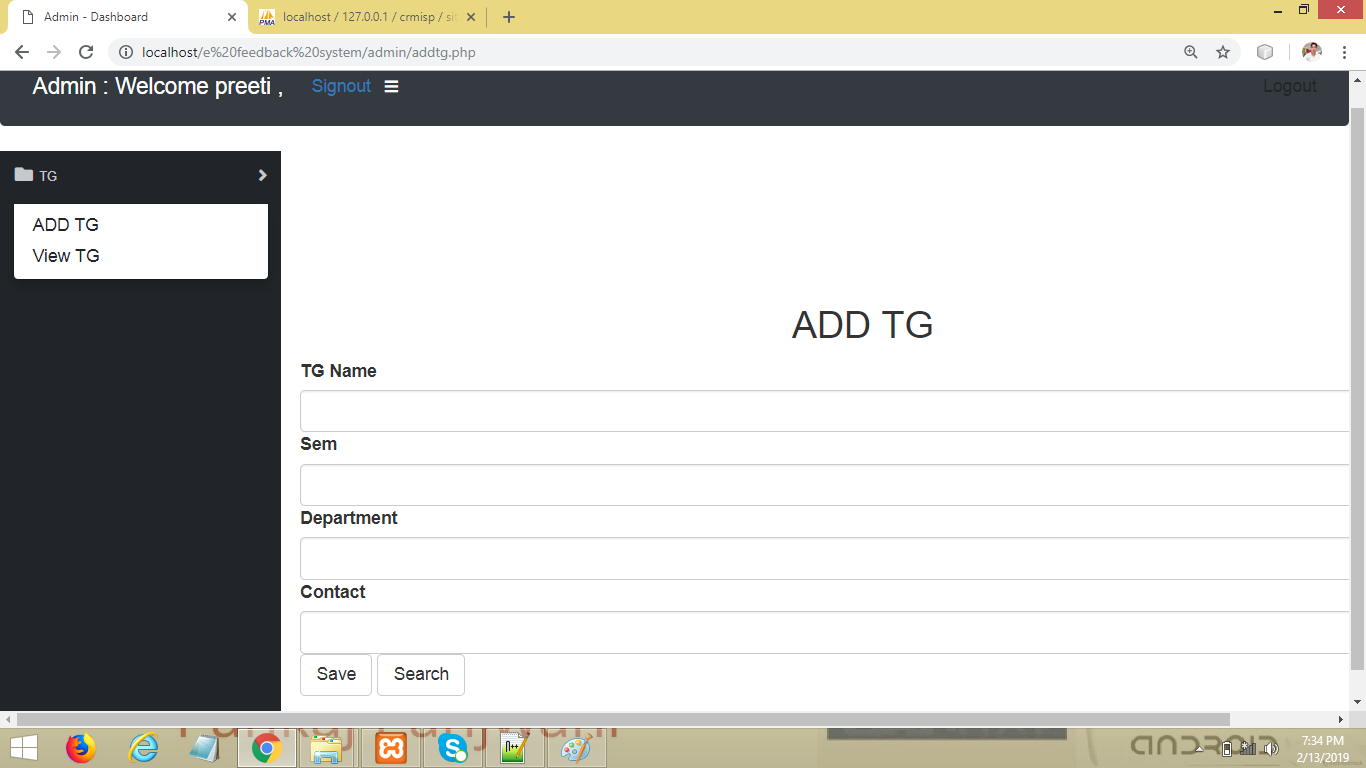 Admin - Dashboard
localhost / 127.0.0.1 / crmisp / sit
PMA
localhost/e%20feedback%20system/admin/addtg.php
Admin : Welcome preeti ,
Signout
Logout
TG
ADD TG
View TG
ADD TG
TG Name
Sem
Department
Contact
Save
Search
7:34 PM
2/13/2019